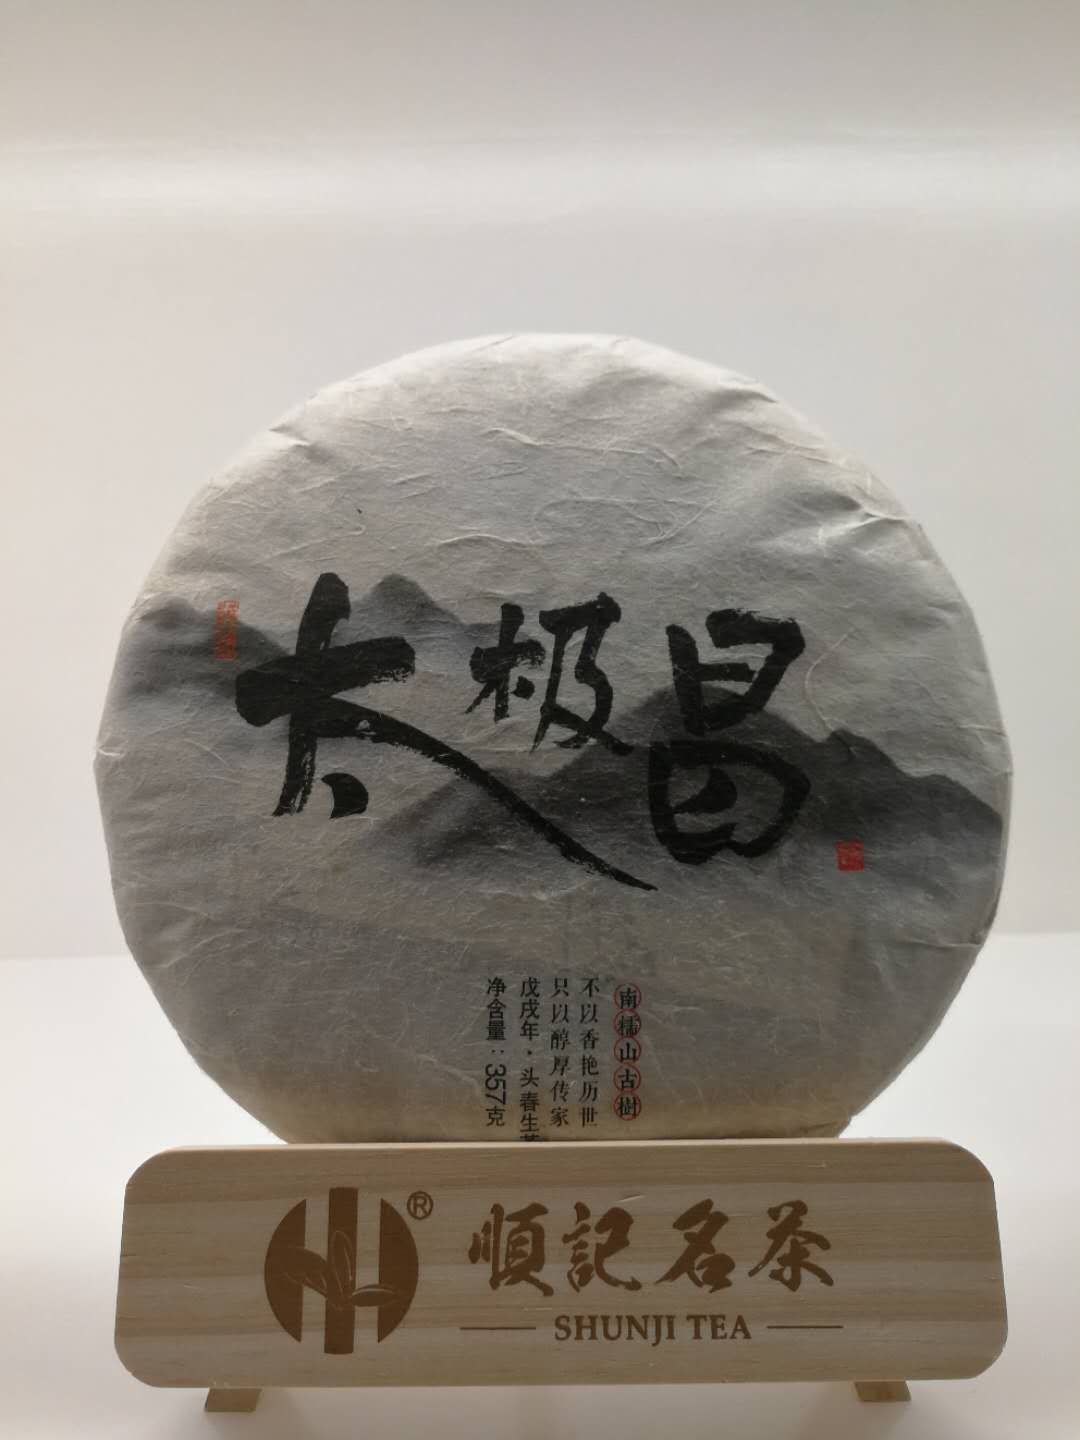 太极昌
南糯山古樹
不以香艳历世
只以醇厚传家
戊戌年·头春生茶
净含量:357克
®
順記名茶
SHUNJI TEA